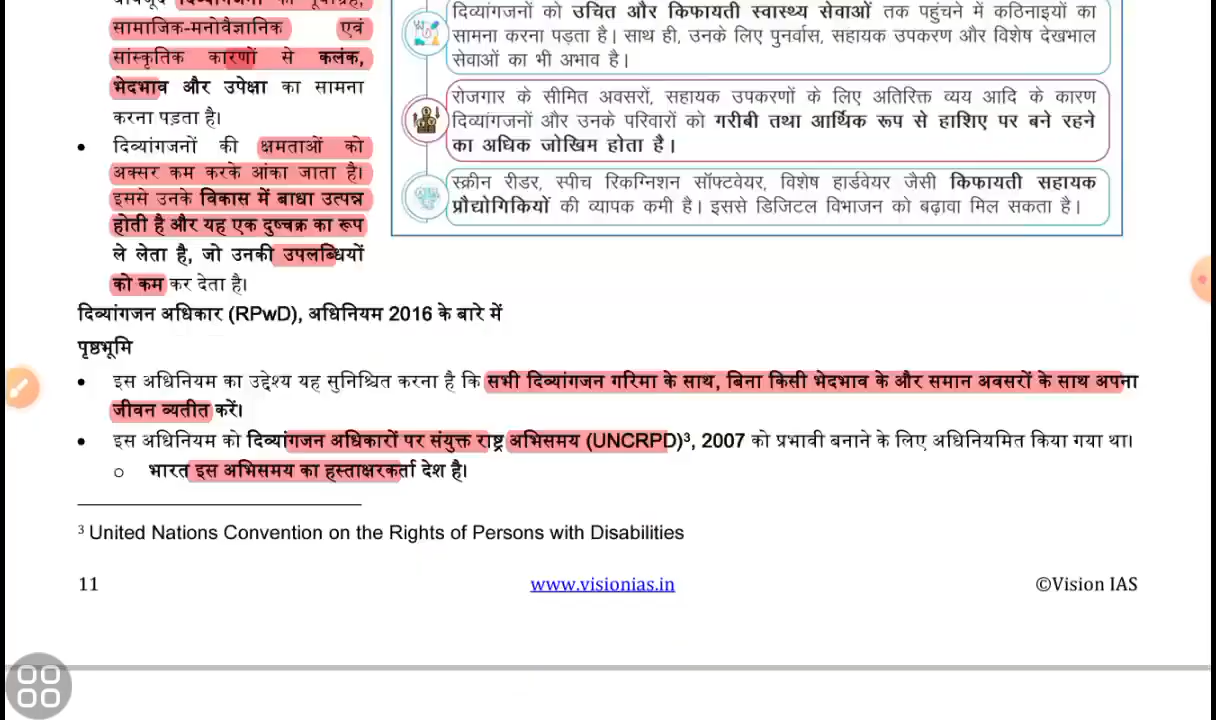 सामाजिक-मनोवैज्ञानिक एवं
सांस्कृतिक कारणों से कलंक,
भेदभाव और उपेक्षा का सामना
करना पड़ता है।
• दिव्यांगजनों की क्षमताओं को
अक्सर कम करके आंका जाता है।
इससे उनके विकास में बाधा उत्पन्न
होती है और यह एक दुष्चक्र का रूप
ले लेता है, जो उनकी उपलब्धियों
को कम कर देता है।
दिव्यांगजनों को उचित और किफायती स्वास्थ्य सेवाओं तक पहुंचने में कठिनाइयों का
सामना करना पड़ता है। साथ ही, उनके लिए पुनर्वास, सहायक उपकरण और विशेष देखभाल
सेवाओं का भी अभाव है।
रोजगार के सीमित अवसरों, सहायक उपकरणों के लिए अतिरिक्त व्यय आदि के कारण
दिव्यांगजनों और उनके परिवारों को गरीबी तथा आर्थिक रूप से हाशिए पर बने रहने
का अधिक जोखिम होता है।
स्क्रीन रीडर, स्पीच रिकग्निशन सॉफ्टवेयर, विशेष हार्डवेयर जैसी किफायती सहायक
प्रौद्योगिकियों की व्यापक कमी है। इससे डिजिटल विभाजन को बढ़ावा मिल सकता है।
दिव्यांगजन अधिकार (RPwD), अधिनियम 2016 के बारे में
पृष्ठभूमि
• इस अधिनियम का उद्देश्य यह सुनिश्चित करना है कि सभी दिव्यांगजन गरिमा के साथ, बिना किसी भेदभाव के और समान अवसरों के साथ अपना
जीवन व्यतीत करें।
• इस अधिनियम को दिव्यांगजन अधिकारों पर संयुक्त राष्ट्र अभिसमय (UNCRPD)³, 2007 को प्रभावी बनाने के लिए अधिनियमित किया गया था।
○ भारत इस अभिसमय का हस्ताक्षरकर्ता देश है।
³ United Nations Convention on the Rights of Persons with Disabilities
11 www.visionias.in ©Vision IAS